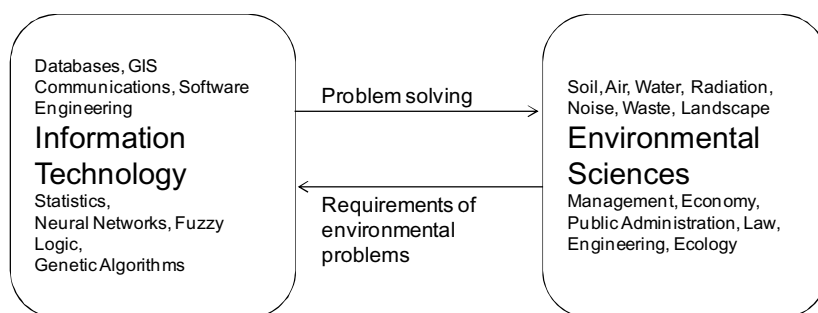 Databases, GIS
Communications, Software
Engineering
Information
Technology
Statistics,
Neural Networks, Fuzzy
Logic,
Genetic Algorithms
Problem solving
Requirements of
environmental
problems
Soil, Air, Water, Radiation,
Noise, Waste, Landscape
Environmental
Sciences
Management, Economy,
Public Administration, Law,
Engineering, Ecology